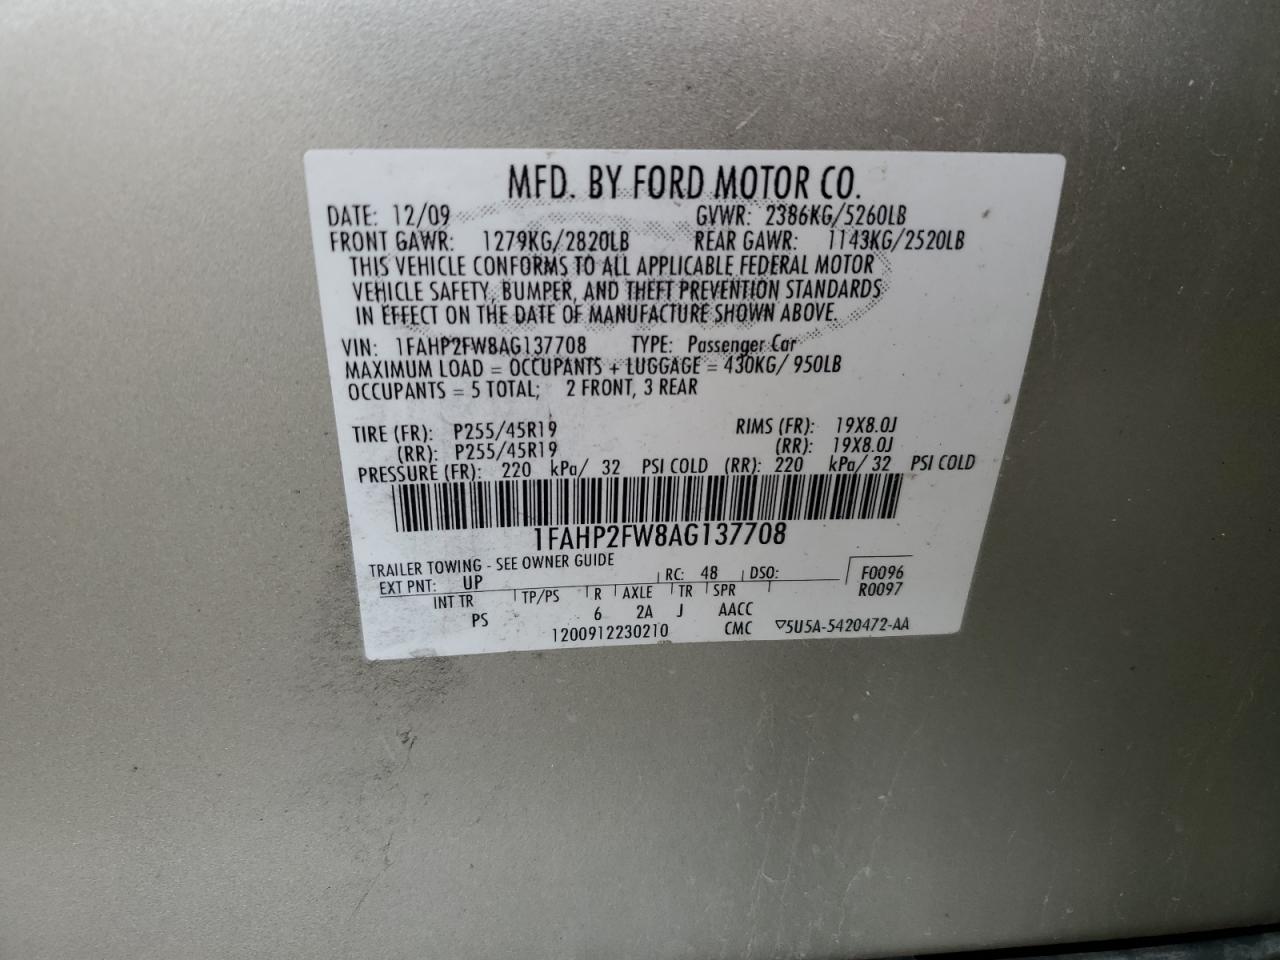 MFD. BY FORD MOTOR CO.
DATE: 12/09 GVWR: 2386KG/5260LB
FRONT GAWR: 1279KG/2820LB REAR GAWR: 1143KG/2520LB
THIS VEHICLE CONFORMS TO ALL APPLICABLE FEDERAL MOTOR
VEHICLE SAFETY, BUMPER, AND THEFT PREVENTION STANDARDS
IN EFFECT ON THE DATE OF MANUFACTURE SHOWN ABOVE.
VIN: 1FAHP2FW8AG137708 TYPE: Passenger Car
MAXIMUM LOAD = OCCUPANTS + LUGGAGE = 430KG/ 950LB
OCCUPANTS = 5 TOTAL; 2 FRONT, 3 REAR
TIRE (FR): P255/45R19 RIMS (FR): 19X8.0J
(RR): P255/45R19 (RR): 19X8.0J
PRESSURE (FR): 220 kPa/ 32 PSI COLD (RR): 220 kPa/ 32 PSI COLD
1FAHP2FW8AG137708
TRAILER TOWING - SEE OWNER GUIDE
EXT PNT: UP RC: 48 DSO: F0096
R0097
INT TR TP/PS R AXLE TR SPR
PS 6 2A J AACC
1200912230210 CMC ▽5U5A-5420472-AA